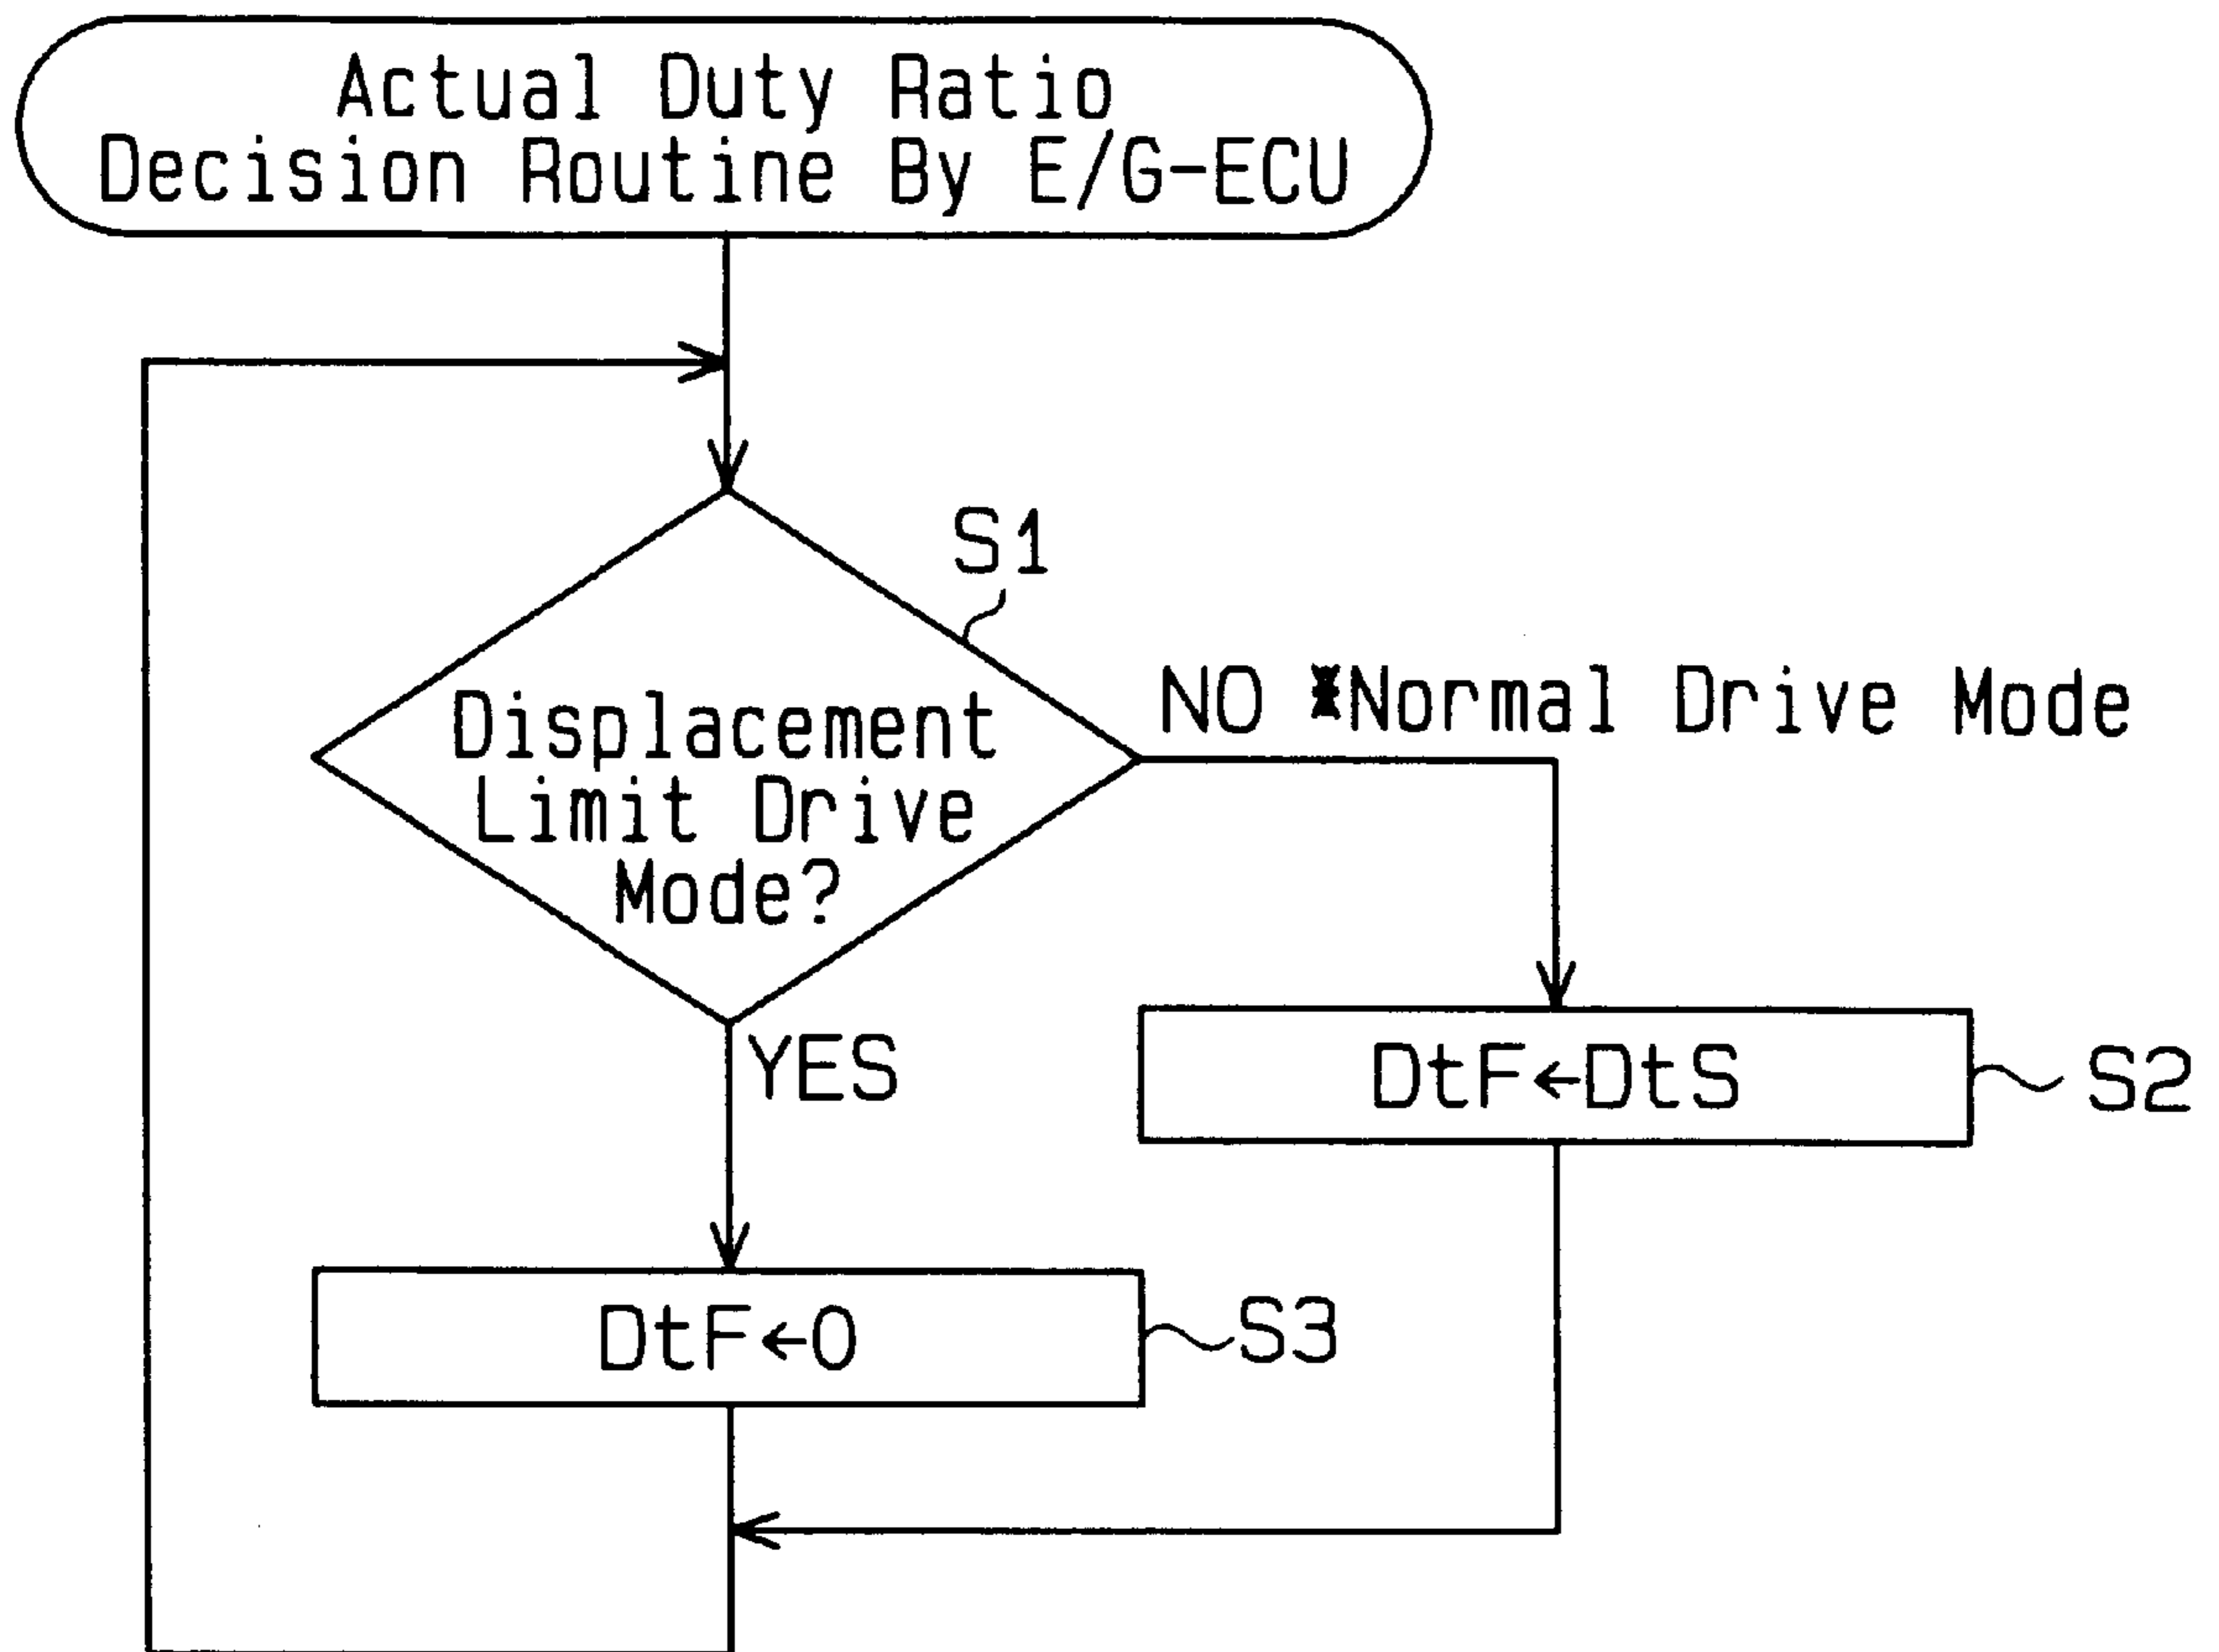 Actual Duty Ratio
Decision Routine By E/G-ECU
S1
NO *Normal Drive Mode
Displacement
Limit Drive
Mode?
YES
DtF←DtS
S2
DtF←0
S3